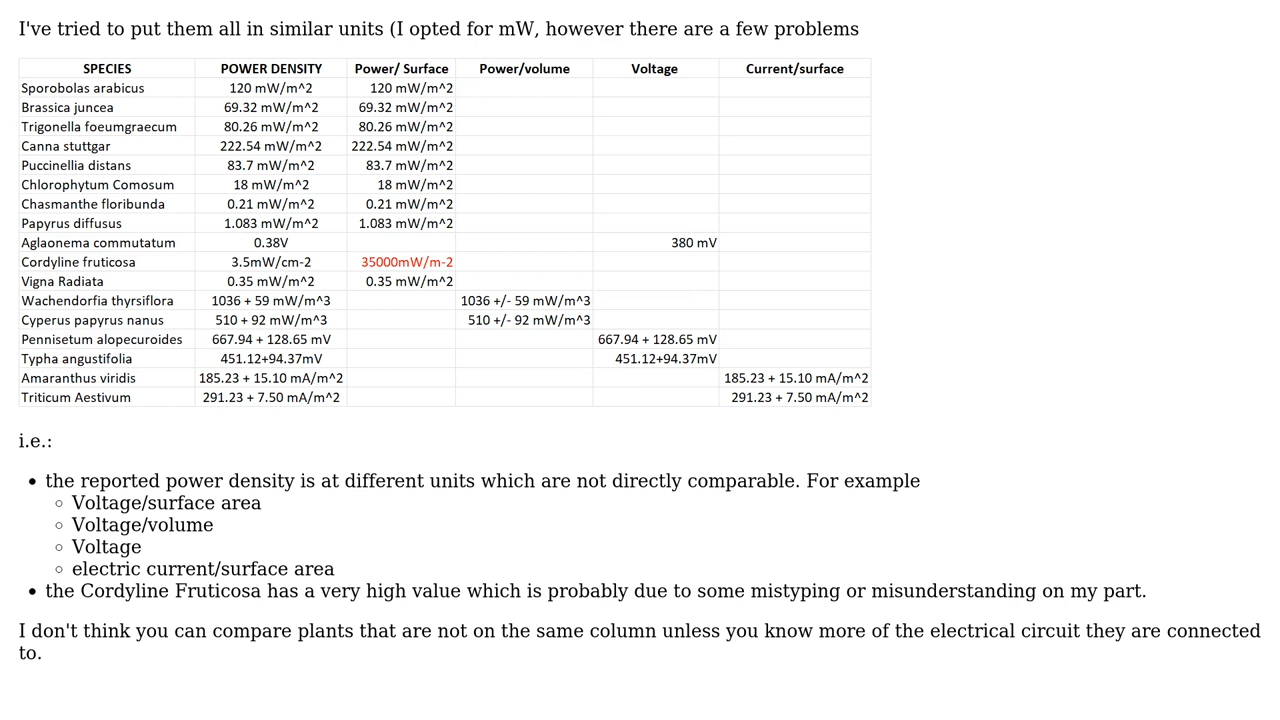 I've tried to put them all in similar units (I opted for mW, however there are a few problems
SPECIES POWER DENSITY Power/ Surface Power/volume Voltage Current/surface
Sporobolas arabicus 120 mW/m^2 120 mW/m^2
Brassica juncea 69.32 mW/m^2 69.32 mW/m^2
Trigonella foeumgraecum 80.26 mW/m^2 80.26 mW/m^2
Canna stuttgar 222.54 mW/m^2 222.54 mW/m^2
Puccinellia distans 83.7 mW/m^2 83.7 mW/m^2
Chlorophytum Comosum 18 mW/m^2 18 mW/m^2
Chasmanthe floribunda 0.21 mW/m^2 0.21 mW/m^2
Papyrus diffusus 1.083 mW/m^2 1.083 mW/m^2
Aglaonema commutatum 0.38V 380 mV
Cordyline fruticosa 3.5mW/cm-2 35000mW/m-2
Vigna Radiata 0.35 mW/m^2 0.35 mW/m^2
Wachendorfia thyrsiflora 1036 + 59 mW/m^3 1036 +/- 59 mW/m^3
Cyperus papyrus nanus 510 + 92 mW/m^3 510 +/- 92 mW/m^3
Pennisetum alopecuroides 667.94 + 128.65 mV 667.94 + 128.65 mV
Typha angustifolia 451.12+94.37mV 451.12+94.37mV
Amaranthus viridis 185.23 + 15.10 mA/m^2 185.23 + 15.10 mA/m^2
Triticum Aestivum 291.23 + 7.50 mA/m^2 291.23 + 7.50 mA/m^2
i.e.:
• the reported power density is at different units which are not directly comparable. For example
◦ Voltage/surface area
◦ Voltage/volume
◦ Voltage
◦ electric current/surface area
• the Cordyline Fruticosa has a very high value which is probably due to some mistyping or misunderstanding on my part.
I don't think you can compare plants that are not on the same column unless you know more of the electrical circuit they are connected
to.